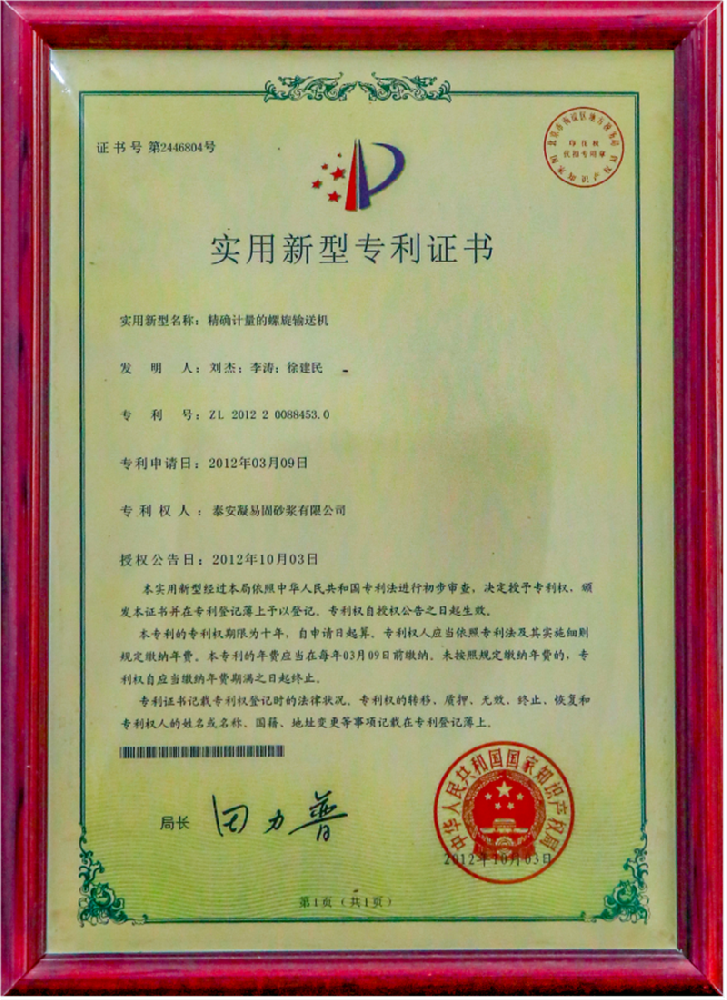 证书号 第2446804号
实用新型专利证书
实用新型名称：精确计量的螺旋输送机
发 明 人：刘杰；李涛；徐建民
专 利 号：ZL 2012 2 0088453.0
专利申请日：2012年03月09日
专 利 权 人：泰安凝易固砂浆有限公司
授权公告日：2012年10月03日
本实用新型经过本局依照中华人民共和国专利法进行初步审查，决定授予专利权，颁
发本证书并在专利登记簿上予以登记。专利权自授权公告之日起生效。
本专利的专利权期限为十年，自申请日起算。专利权人应当依照专利法及其实施细则
规定缴纳年费。本专利的年费应当在每年03月09日前缴纳。未按照规定缴纳年费的，专
利权自应当缴纳年费期满之日起终止。
专利证书记载专利权登记时的法律状况。专利权的转移、质押、无效、终止、恢复和
专利权人的姓名或名称、国籍、地址变更等事项记载在专利登记簿上。
局长 田力普
中华人民共和国国家知识产权局
2012年10月03日
第1页（共1页）